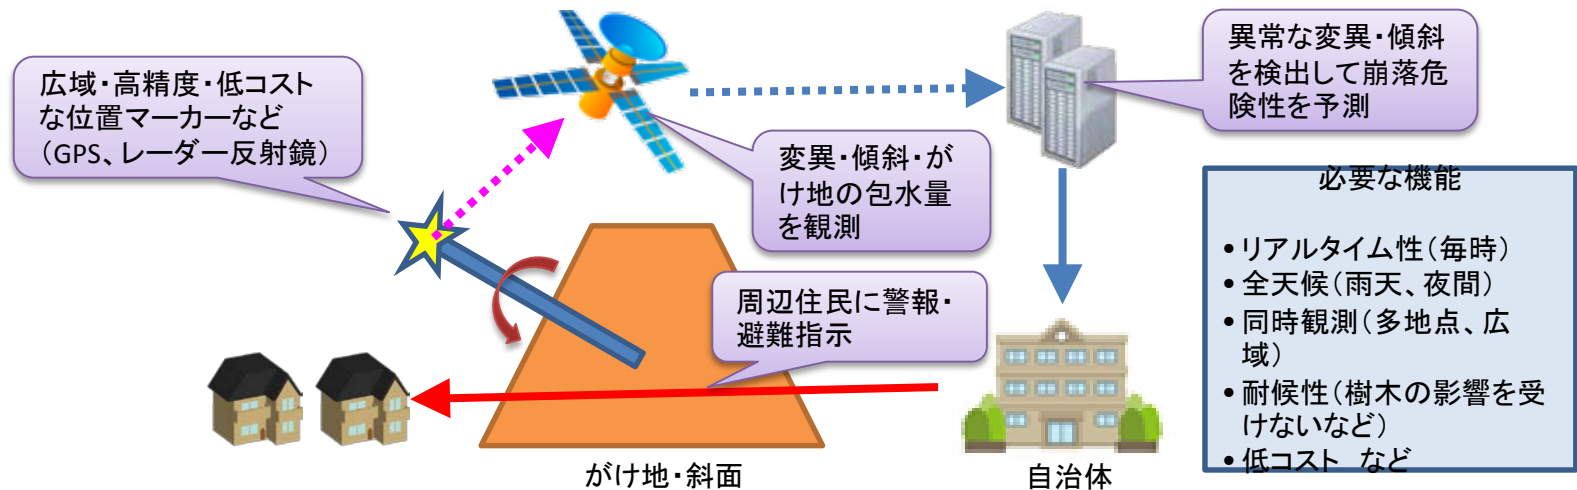 広域・高精度・低コスト
な位置マーカーなど
（GPS、レーダー反射鏡）
異常な変異・傾斜
を検出して崩落危
険性を予測
変異・傾斜・が
け地の包水量
を観測
周辺住民に警報・
避難指示
がけ地・斜面
自治体
必要な機能
• リアルタイム性（毎時）
• 全天候（雨天、夜間）
• 同時観測（多地点、広
域）
• 耐候性（樹木の影響を受
けないなど）
• 低コスト　など